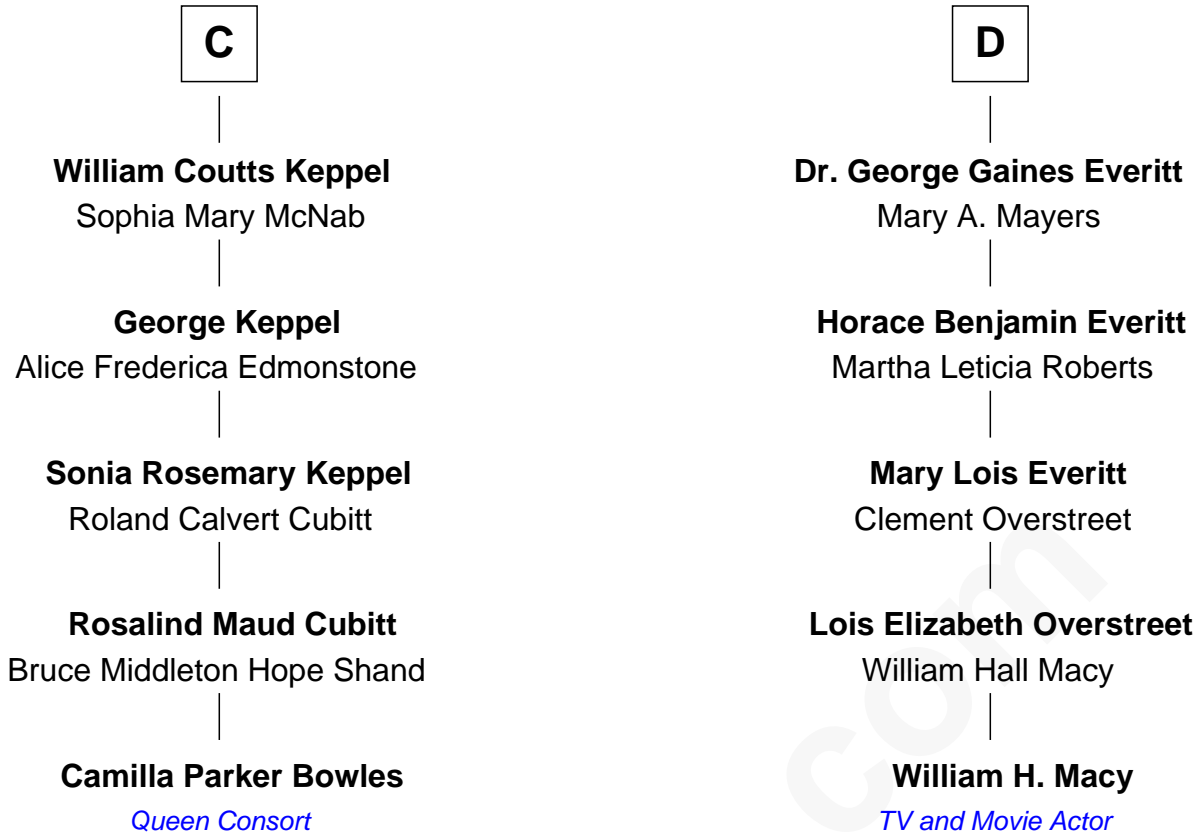 C
William Coutts Keppel
Sophia Mary McNab
George Keppel
Alice Frederica Edmonstone
Sonia Rosemary Keppel
Roland Calvert Cubitt
Rosalind Maud Cubitt
Bruce Middleton Hope Shand
Camilla Parker Bowles
Queen Consort
D
Dr. George Gaines Everitt
Mary A. Mayers
Horace Benjamin Everitt
Martha Leticia Roberts
Mary Lois Everitt
Clement Overstreet
Lois Elizabeth Overstreet
William Hall Macy
William H. Macy
TV and Movie Actor
com